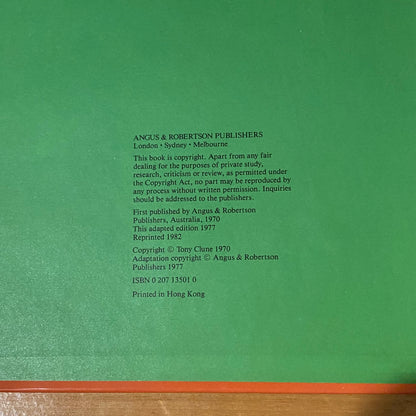 ANGUS & ROBERTSON PUBLISHERS
London • Sydney • Melbourne
This book is copyright. Apart from any fair
dealing for the purposes of private study,
research, criticism or review, as permitted under
the Copyright Act, no part may be reproduced by
any process without written permission. Inquiries
should be addressed to the publishers.
First published by Angus & Robertson
Publishers, Australia, 1970
This adapted edition 1977
Reprinted 1982
Copyright © Tony Clune 1970
Adaptation copyright © Angus & Robertson
Publishers 1977
ISBN 0 207 13501 0
Printed in Hong Kong